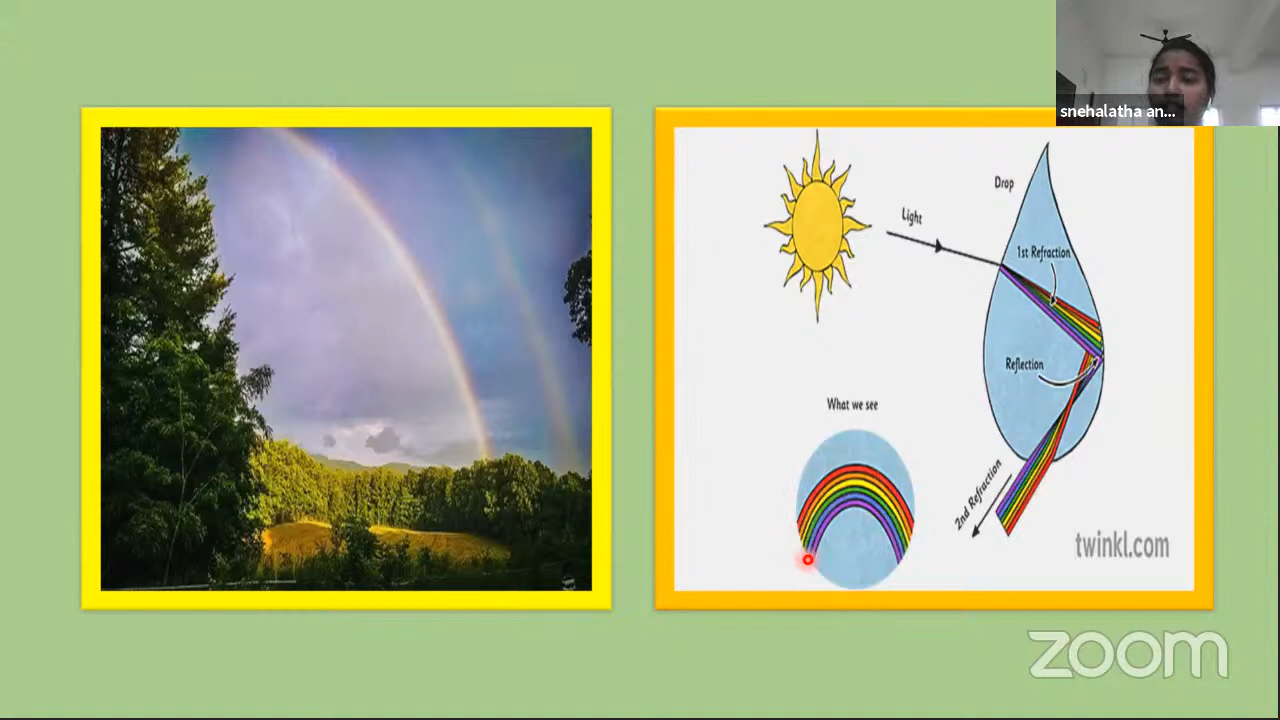 snehalatha an...
Drop
Light
1st Refraction
Reflection
What we see
2nd Refraction
twinkl.com
zoom